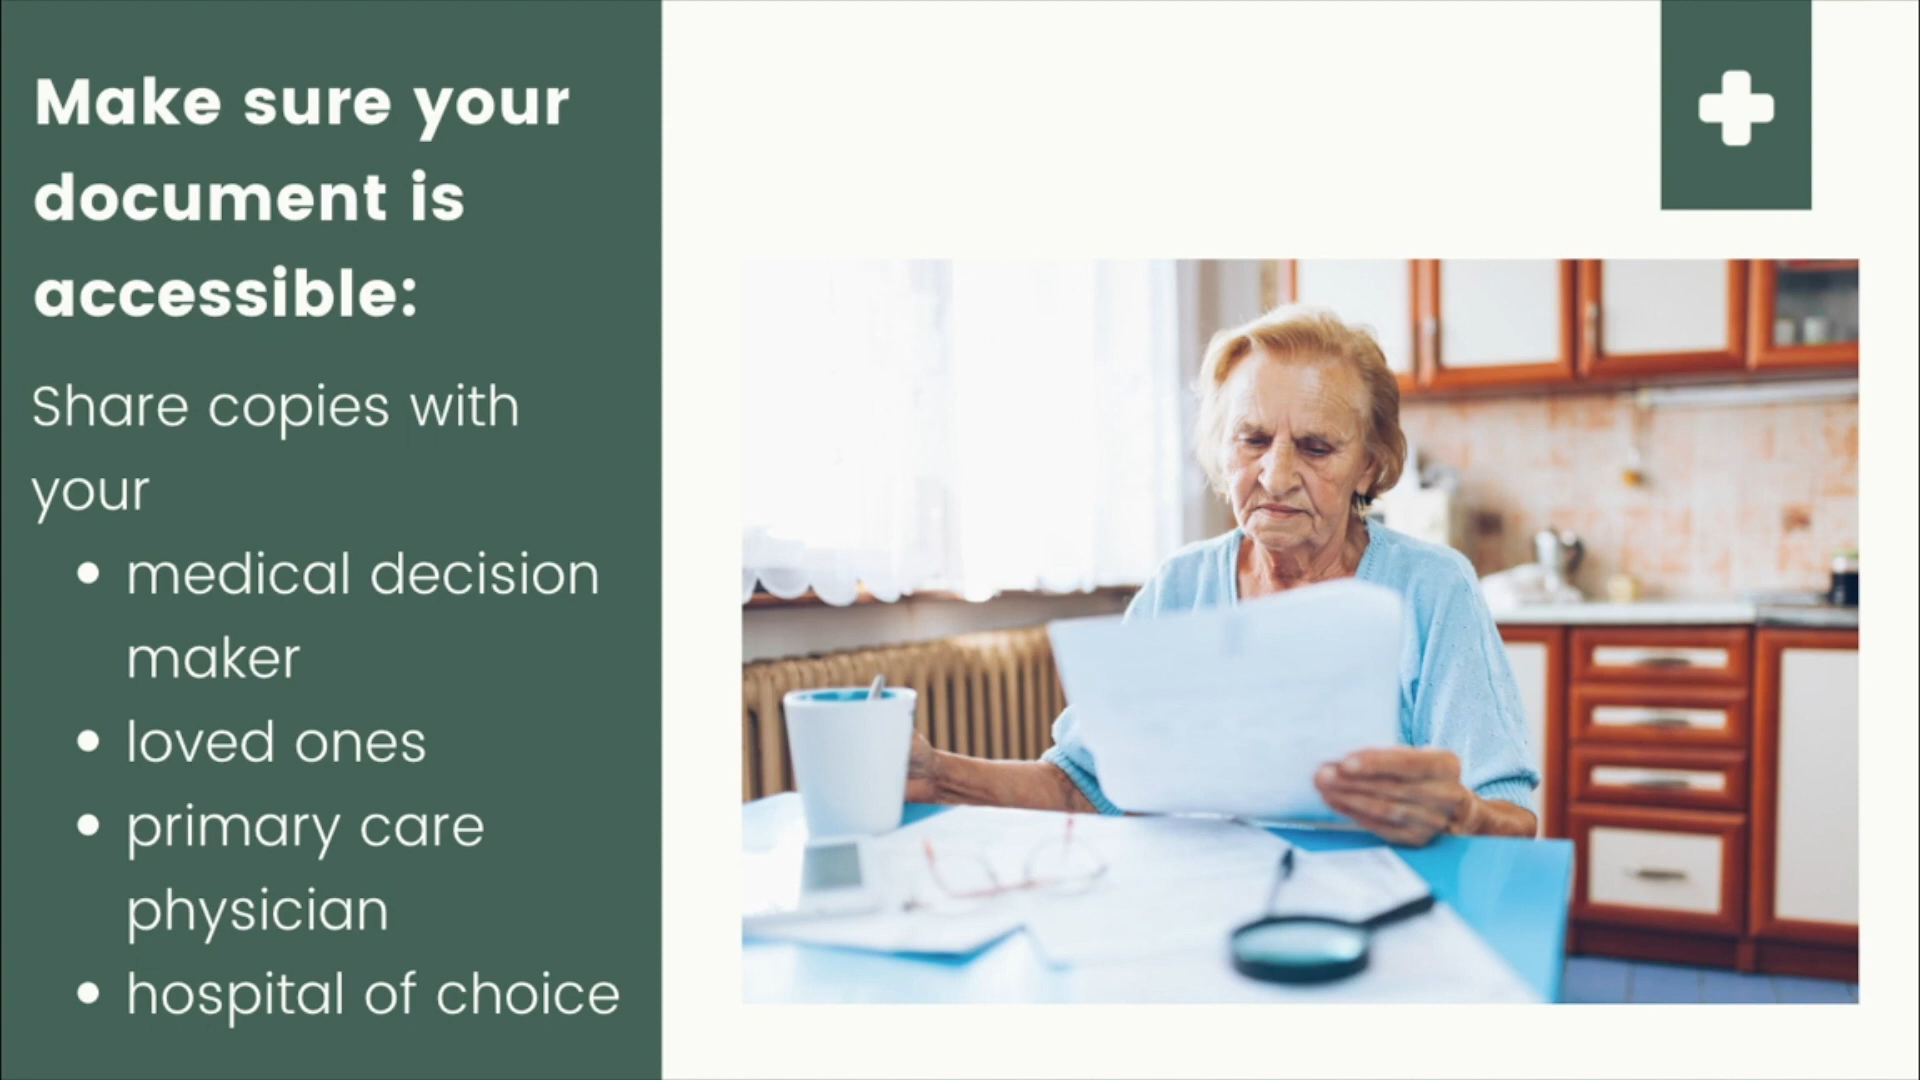 Make sure your
document is
accessible:
Share copies with
your
• medical decision
maker
• loved ones
• primary care
physician
• hospital of choice